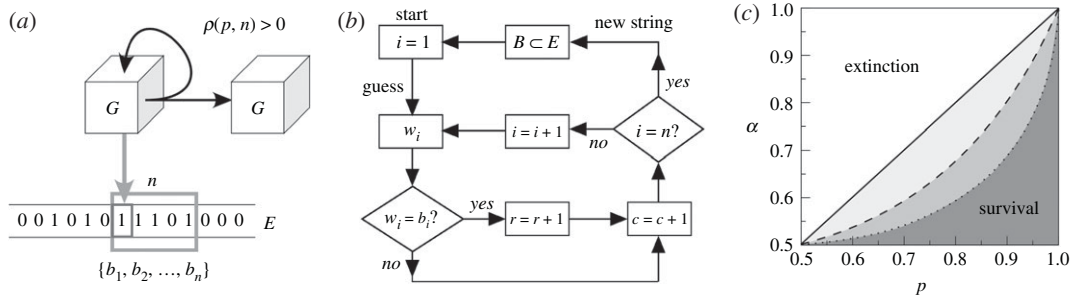 (a)
ρ(p, n) > 0
G
G
n
0 0 1 0 1 0 1 1 1 0 1 0 0 0
E
{b₁, b₂, …, bₙ}
(b)
start
new string
i = 1
B ⊂ E
guess
yes
wᵢ
i = i + 1
i = n?
no
wᵢ = bᵢ?
yes
r = r + 1
c = c + 1
no
(c)
1.0
0.9
0.8
0.7
0.6
0.5
α
extinction
survival
0.5 0.6 0.7 0.8 0.9 1.0
p